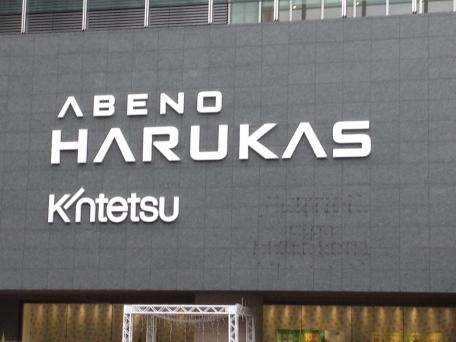 ABENO
HARUKAS
Kintetsu